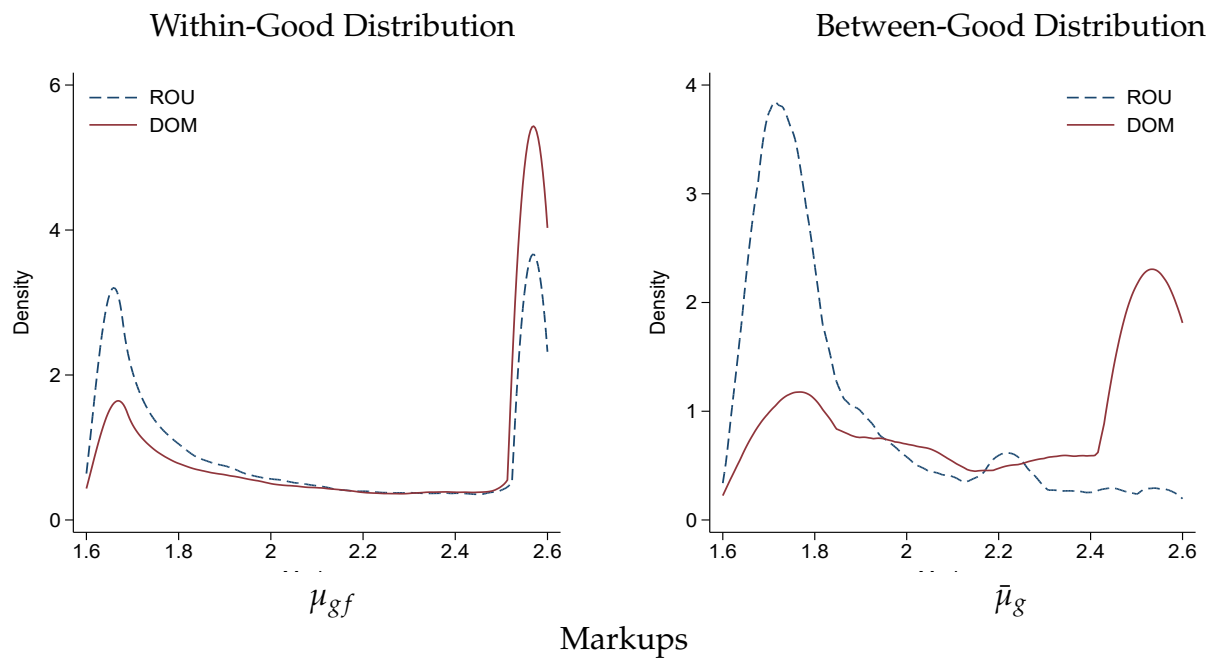 Within-Good Distribution
Between-Good Distribution
6
4
2
0
Density
ROU
DOM
1.6 1.8 2 2.2 2.4 2.6
μgf
4
3
2
1
0
Density
ROU
DOM
1.6 1.8 2 2.2 2.4 2.6
μ̄g
Markups